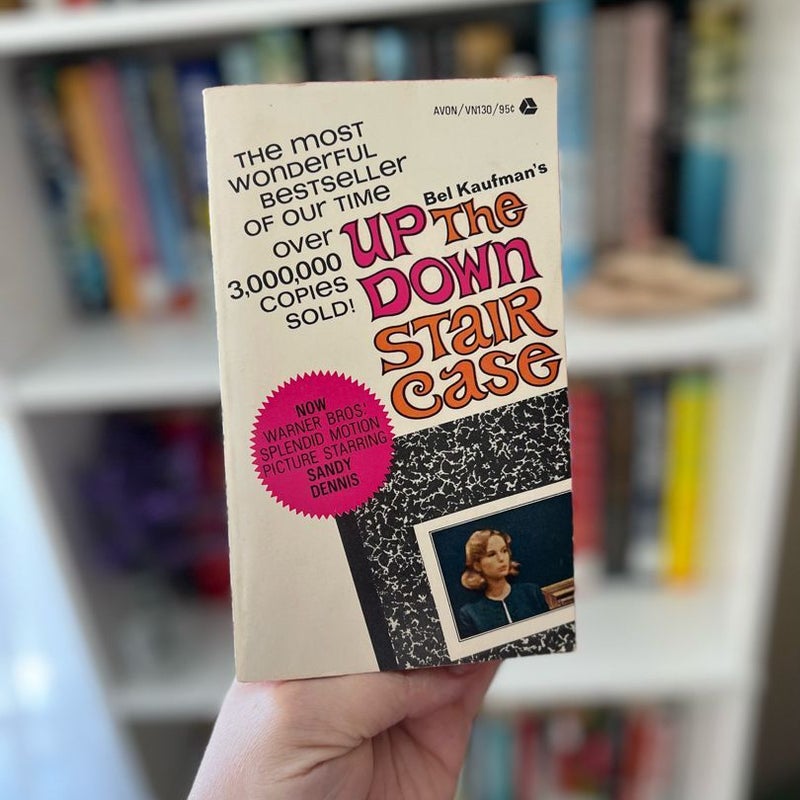 AVON/VN130/95¢
THE MOST
WONDERFUL
BESTSELLER
OF OUR TIME
OVER
3,000,000
COPIES
SOLD!
Bel Kaufman's
UP THE
DOWN
STAIR
CASE
NOW
WARNER BROS:
SPLENDID MOTION
PICTURE STARRING
SANDY
DENNIS